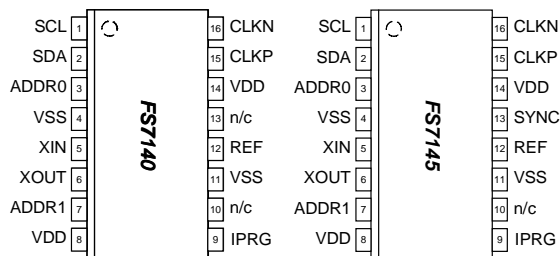 SCL 1 16 CLKN
SDA 2 15 CLKP
ADDR0 3 14 VDD
VSS 4 13 n/c
XIN 5 12 REF
XOUT 6 11 VSS
ADDR1 7 10 n/c
VDD 8 9 IPRG
FS7140
SCL 1 16 CLKN
SDA 2 15 CLKP
ADDR0 3 14 VDD
VSS 4 13 SYNC
XIN 5 12 REF
XOUT 6 11 VSS
ADDR1 7 10 n/c
VDD 8 9 IPRG
FS7145